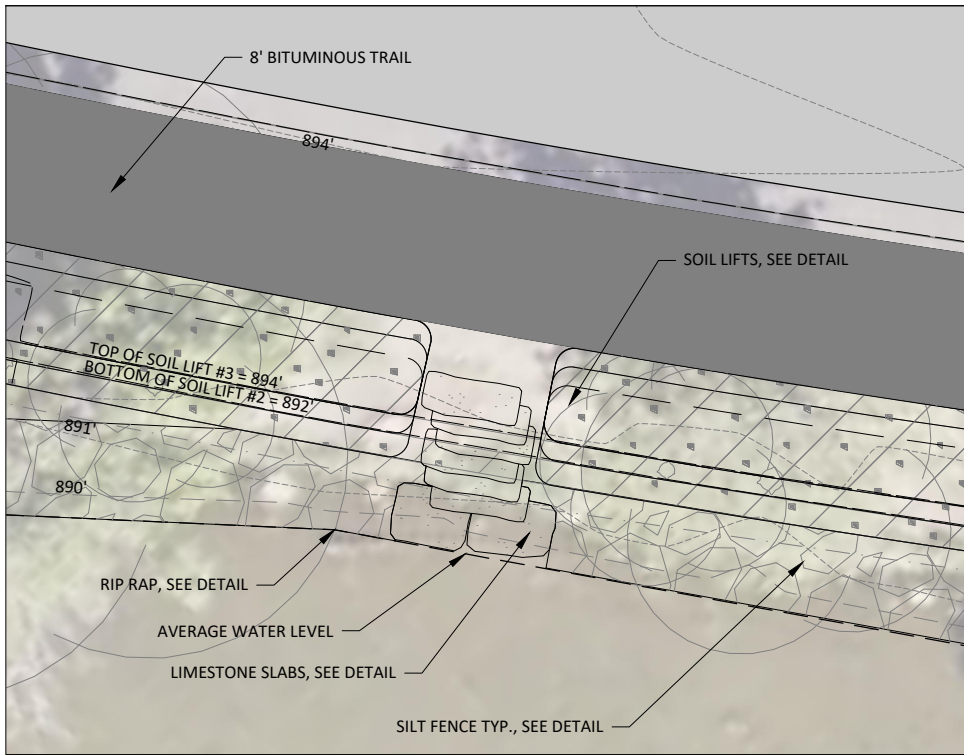 8' BITUMINOUS TRAIL
894'
SOIL LIFTS, SEE DETAIL
TOP OF SOIL LIFT #3 = 894'
BOTTOM OF SOIL LIFT #2 = 892'
891'
890'
RIP RAP, SEE DETAIL
AVERAGE WATER LEVEL
LIMESTONE SLABS, SEE DETAIL
SILT FENCE TYP., SEE DETAIL